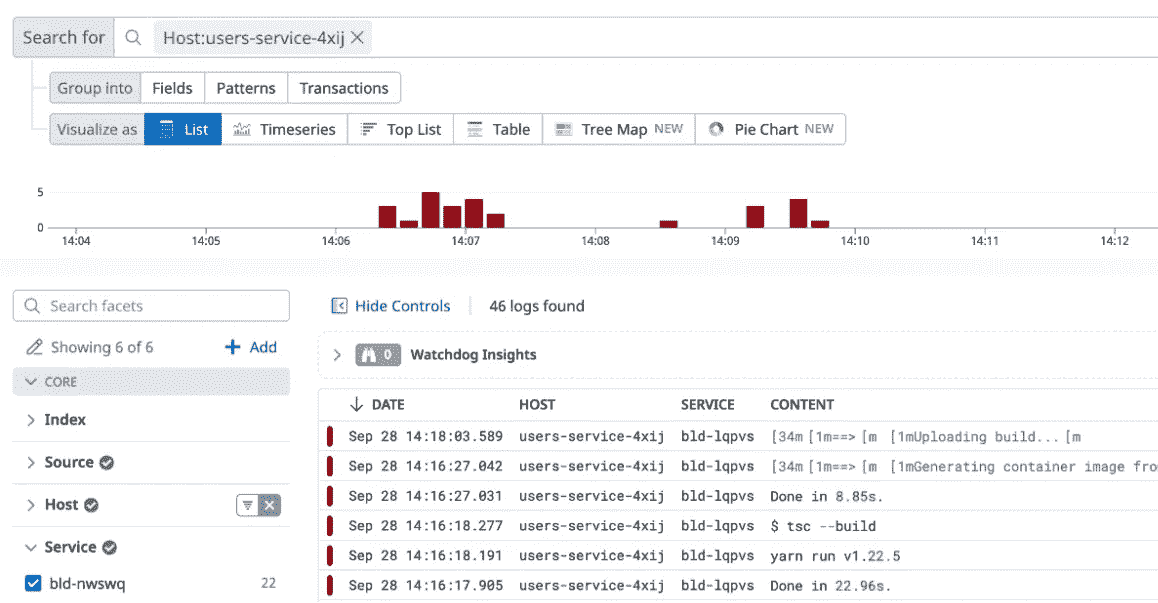 Search for Host:users-service-4xij
Group into Fields Patterns Transactions
Visualize as List Timeseries Top List Table Tree Map NEW Pie Chart NEW
5
0
14:04 14:05 14:06 14:07 14:08 14:09 14:10 14:11 14:12
Search facets
Hide Controls 46 logs found
Showing 6 of 6 + Add
0 Watchdog Insights
CORE
DATE HOST SERVICE CONTENT
Index
Sep 28 14:18:03.589 users-service-4xij bld-lqpvs [34m [1m==> [m [1mUploading build... [m
Source
Sep 28 14:16:27.042 users-service-4xij bld-lqpvs [34m [1m==> [m [1mGenerating container image fro
Host
Sep 28 14:16:27.031 users-service-4xij bld-lqpvs Done in 8.85s.
Sep 28 14:16:18.277 users-service-4xij bld-lqpvs $ tsc --build
Service
Sep 28 14:16:18.191 users-service-4xij bld-lqpvs yarn run v1.22.5
bld-nwswq 22
Sep 28 14:16:17.905 users-service-4xij bld-lqpvs Done in 22.96s.